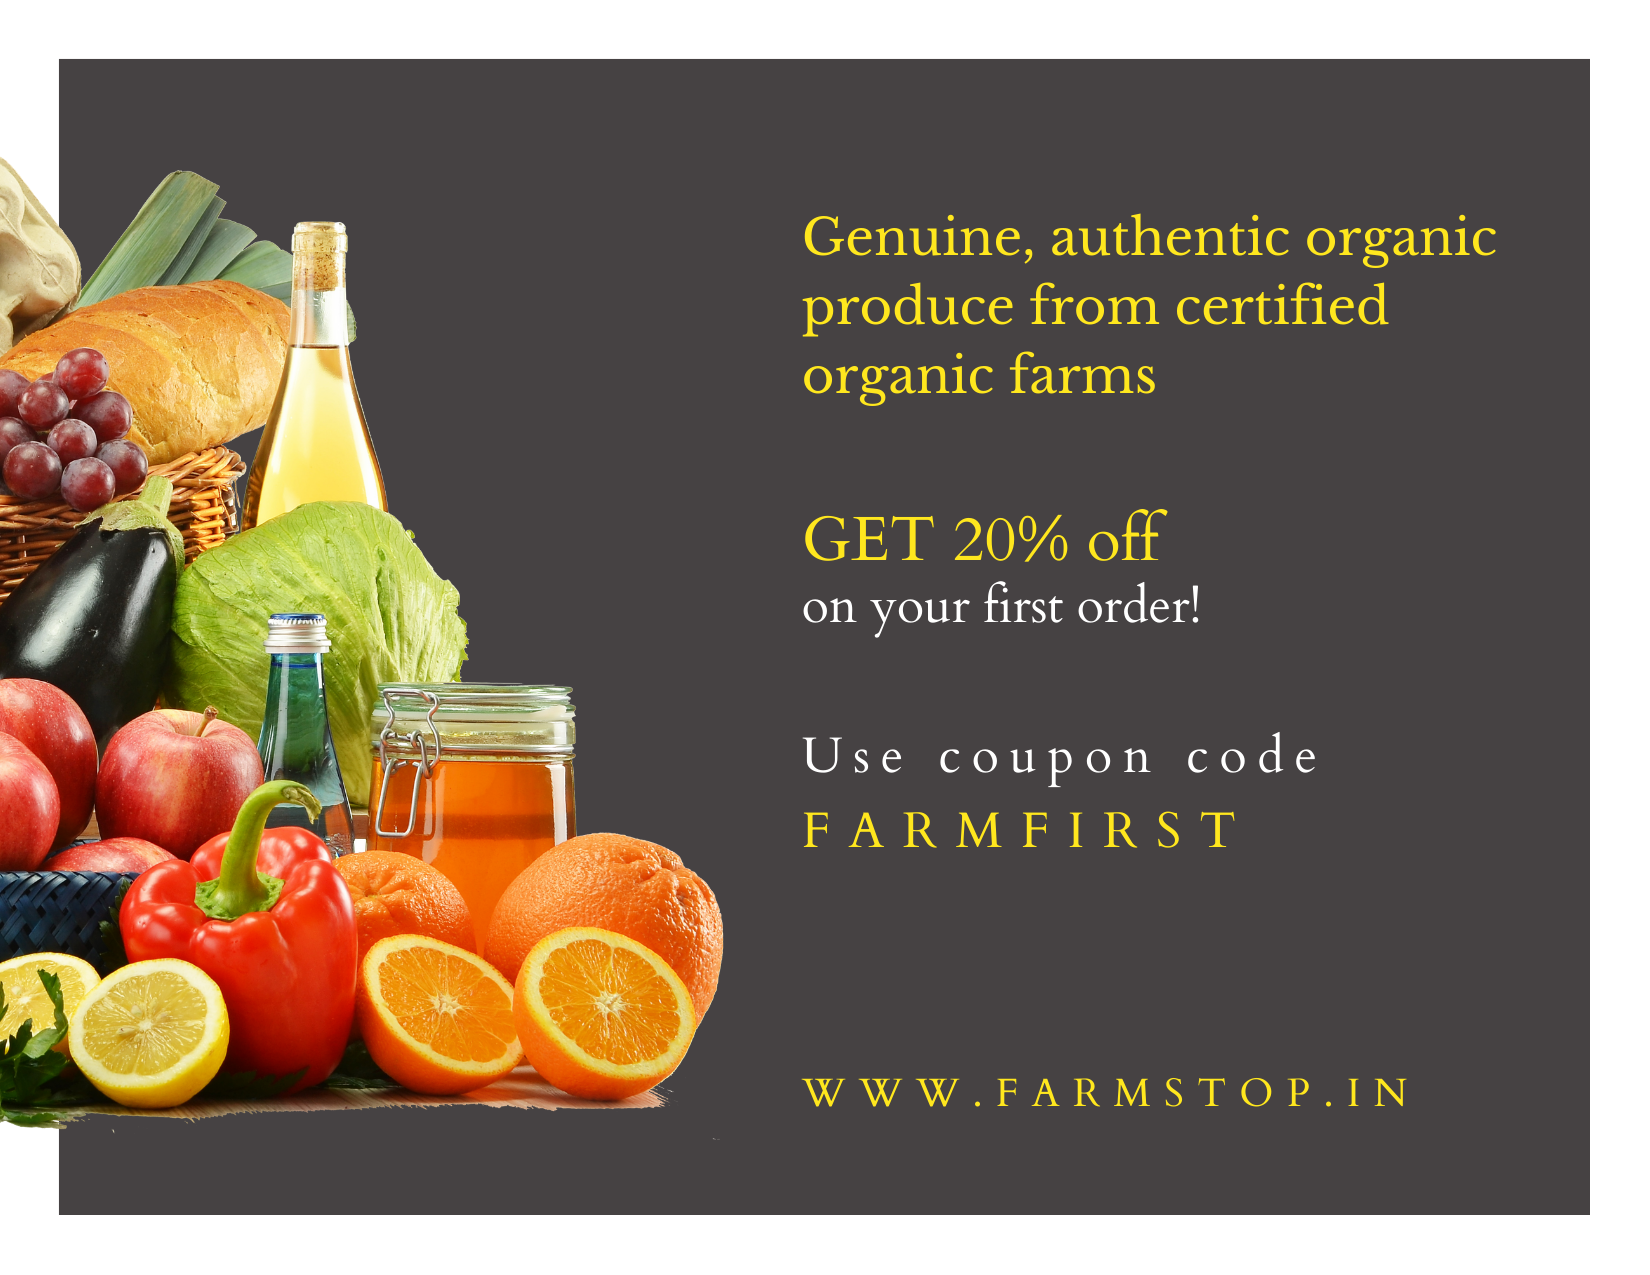 Genuine, authentic organic
produce from certified
organic farms
GET 20% off
on your first order!
Use coupon code
FARMFIRST
WWW.FARMSTOP.IN